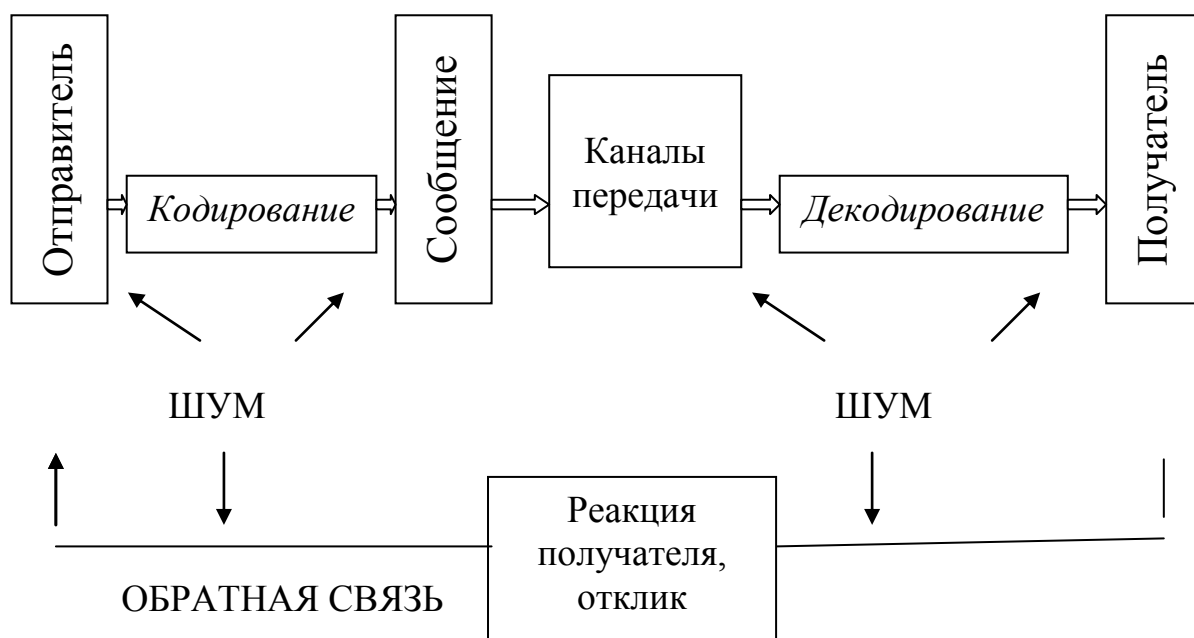 Отправитель
Кодирование
Сообщение
Каналы
передачи
Декодирование
Получатель
ШУМ
ШУМ
Реакция
получателя,
отклик
ОБРАТНАЯ СВЯЗЬ